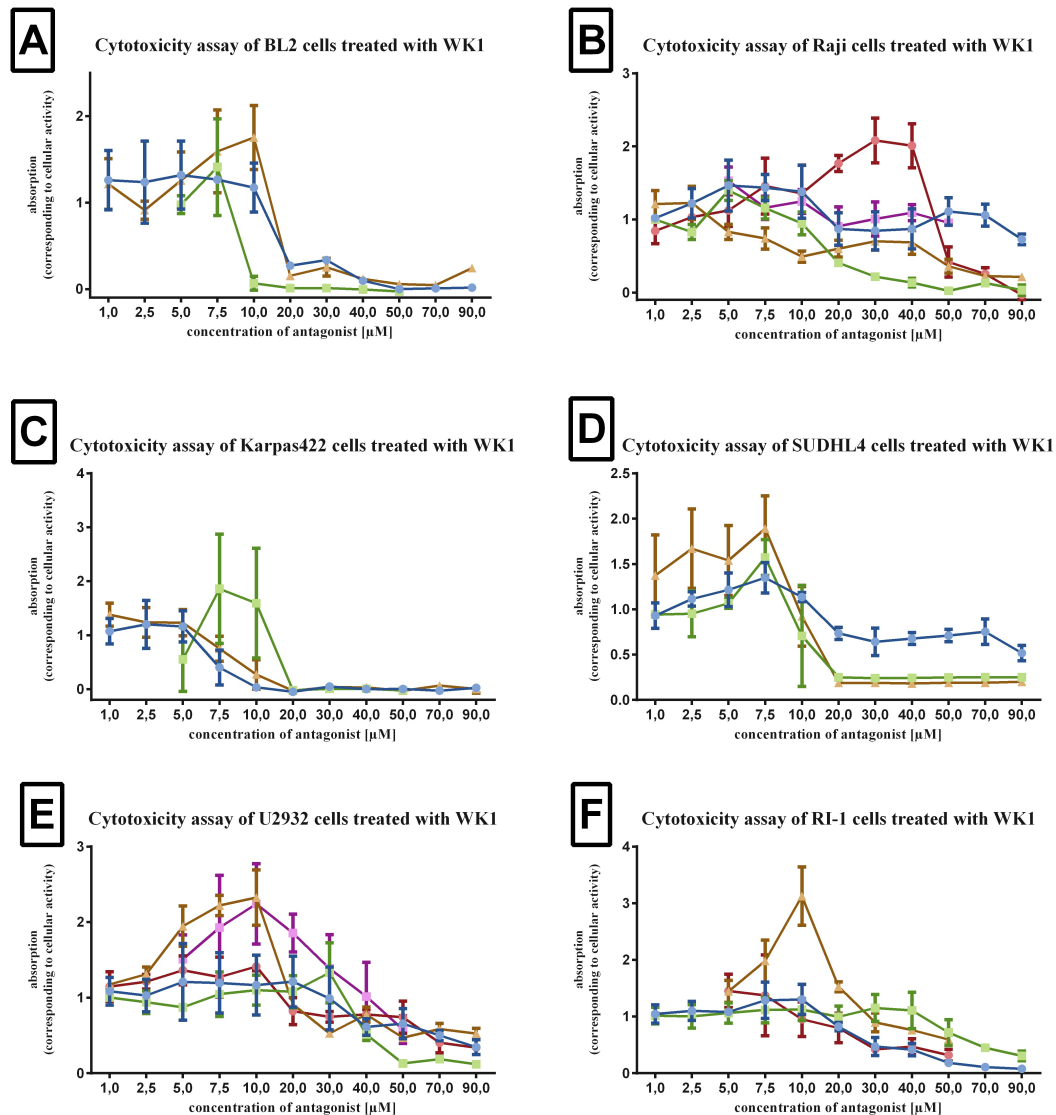 A
Cytotoxicity assay of BL2 cells treated with WK1
absorption
(corresponding to cellular activity)
2
1
0
1,0 2,5 5,0 7,5 10,0 20,0 30,0 40,0 50,0 70,0 90,0
concentration of antagonist [µM]
B
Cytotoxicity assay of Raji cells treated with WK1
absorption
(corresponding to cellular activity)
3
2
1
0
1,0 2,5 5,0 7,5 10,0 20,0 30,0 40,0 50,0 70,0 90,0
concentration of antagonist [µM]
C
Cytotoxicity assay of Karpas422 cells treated with WK1
absorption
(corresponding to cellular activity)
4
3
2
1
0
1,0 2,5 5,0 7,5 10,0 20,0 30,0 40,0 50,0 70,0 90,0
concentration of antagonist [µM]
D
Cytotoxicity assay of SUDHL4 cells treated with WK1
absorption
(corresponding to cellular activity)
2.5
2.0
1.5
1.0
0.5
0.0
1,0 2,5 5,0 7,5 10,0 20,0 30,0 40,0 50,0 70,0 90,0
concentration of antagonist [µM]
E
Cytotoxicity assay of U2932 cells treated with WK1
absorption
(corresponding to cellular activity)
3
2
1
0
1,0 2,5 5,0 7,5 10,0 20,0 30,0 40,0 50,0 70,0 90,0
concentration of antagonist [µM]
F
Cytotoxicity assay of RI-1 cells treated with WK1
absorption
(corresponding to cellular activity)
4
3
2
1
0
1,0 2,5 5,0 7,5 10,0 20,0 30,0 40,0 50,0 70,0 90,0
concentration of antagonist [µM]